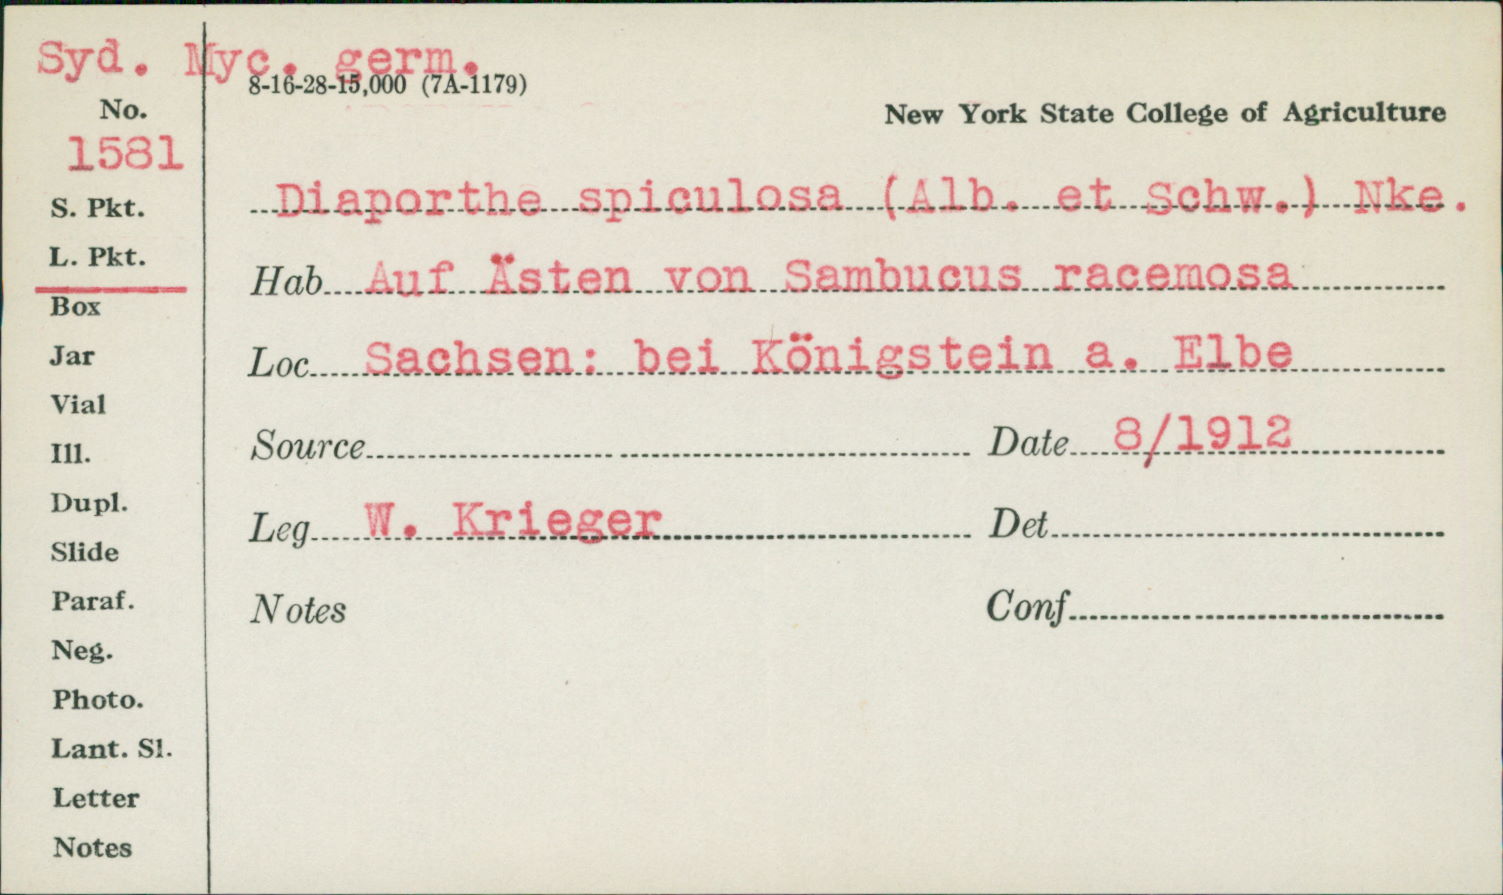 Syd. Myc. germ.
8-16-28-15,000 (7A-1179)
New York State College of Agriculture
No.
1581
S. Pkt.
L. Pkt.
Box
Jar
Vial
Ill.
Dupl.
Slide
Paraf.
Neg.
Photo.
Lant. Sl.
Letter
Notes
Diaporthe spiculosa (Alb. et Schw.) Nke.
Hab Auf Ästen von Sambucus racemosa
Loc Sachsen: bei Königstein a. Elbe
Source Date 8/1912
Leg W. Krieger Det
Notes Conf